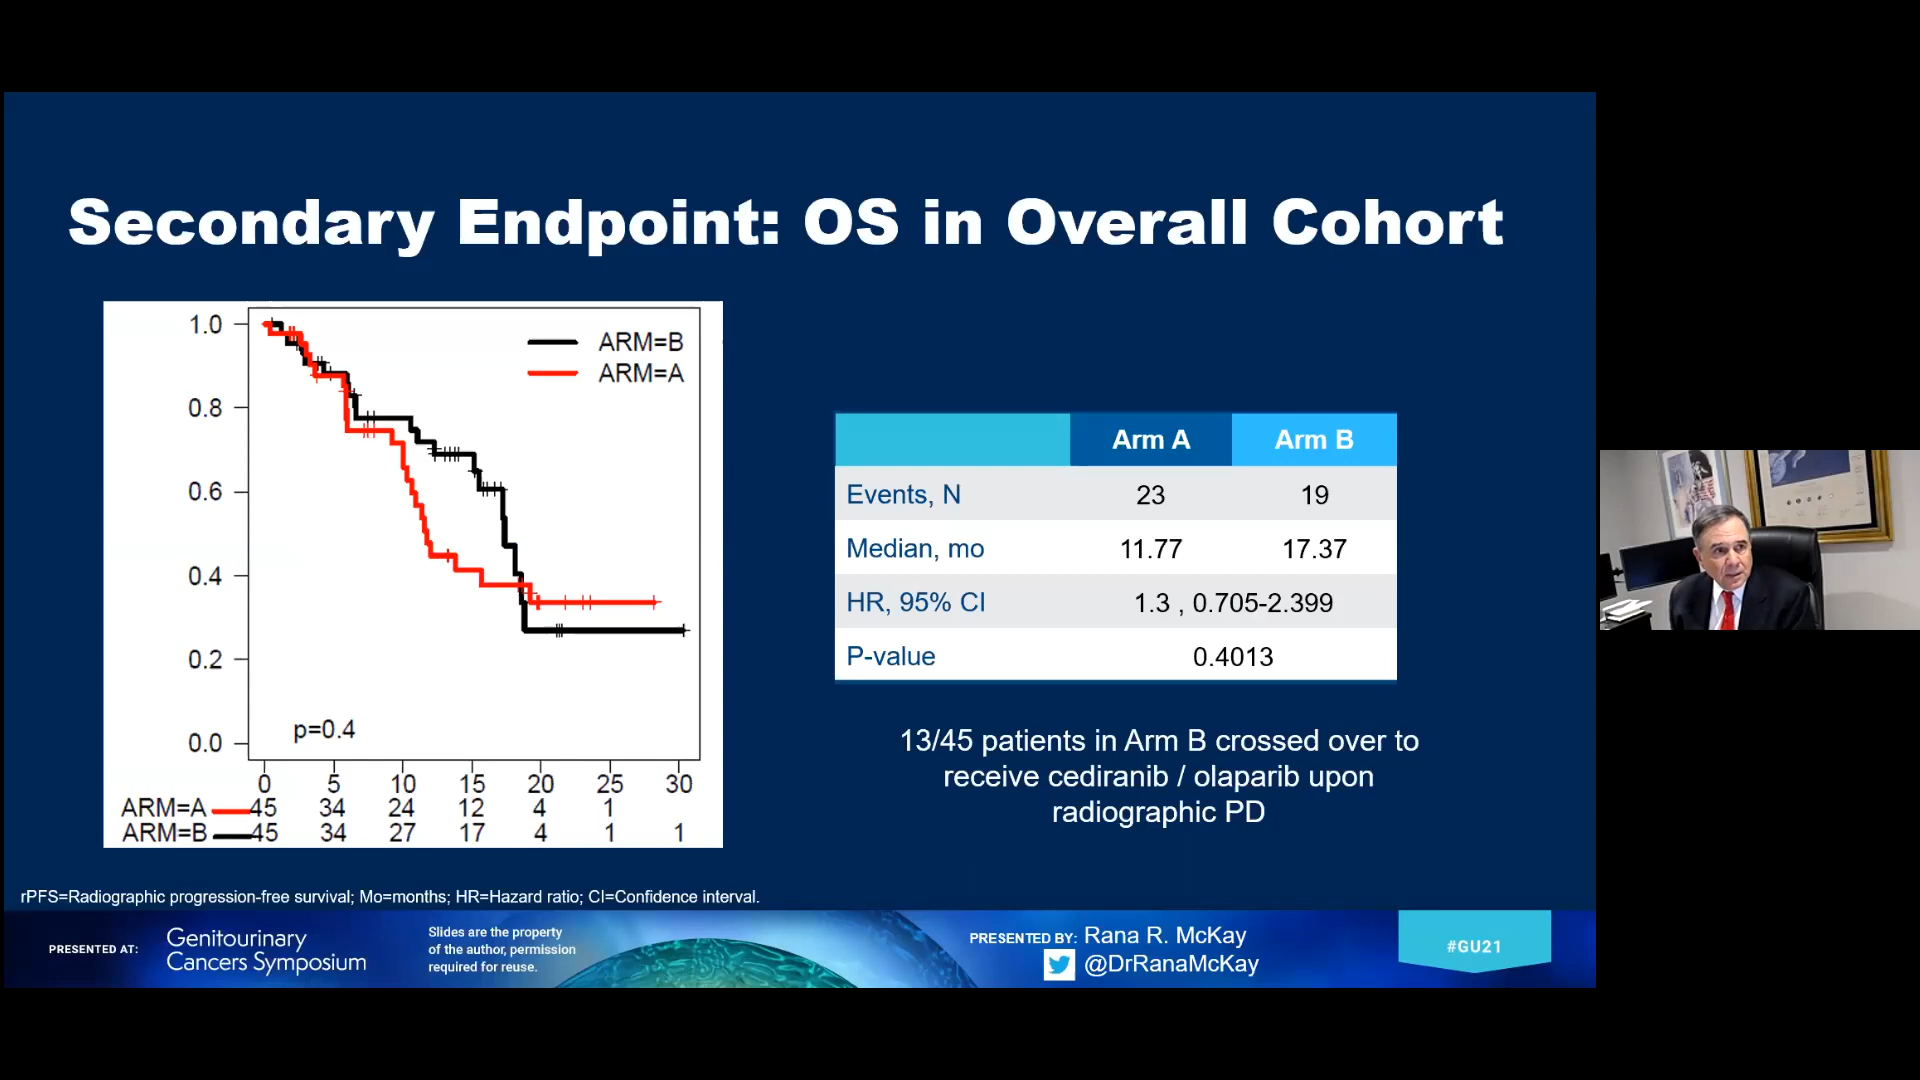 Secondary Endpoint: OS in Overall Cohort
1.0
0.8
0.6
0.4
0.2
0.0
ARM=B
ARM=A
p=0.4
0 5 10 15 20 25 30
ARM=A 45 34 24 12 4 1
ARM=B 45 34 27 17 4 1 1
Arm A Arm B
Events, N 23 19
Median, mo 11.77 17.37
HR, 95% CI 1.3 , 0.705-2.399
P-value 0.4013
13/45 patients in Arm B crossed over to
receive cediranib / olaparib upon
radiographic PD
rPFS=Radiographic progression-free survival; Mo=months; HR=Hazard ratio; CI=Confidence interval.
PRESENTED AT:
Genitourinary
Cancers Symposium
Slides are the property
of the author, permission
required for reuse.
PRESENTED BY: Rana R. McKay
@DrRanaMcKay
#GU21